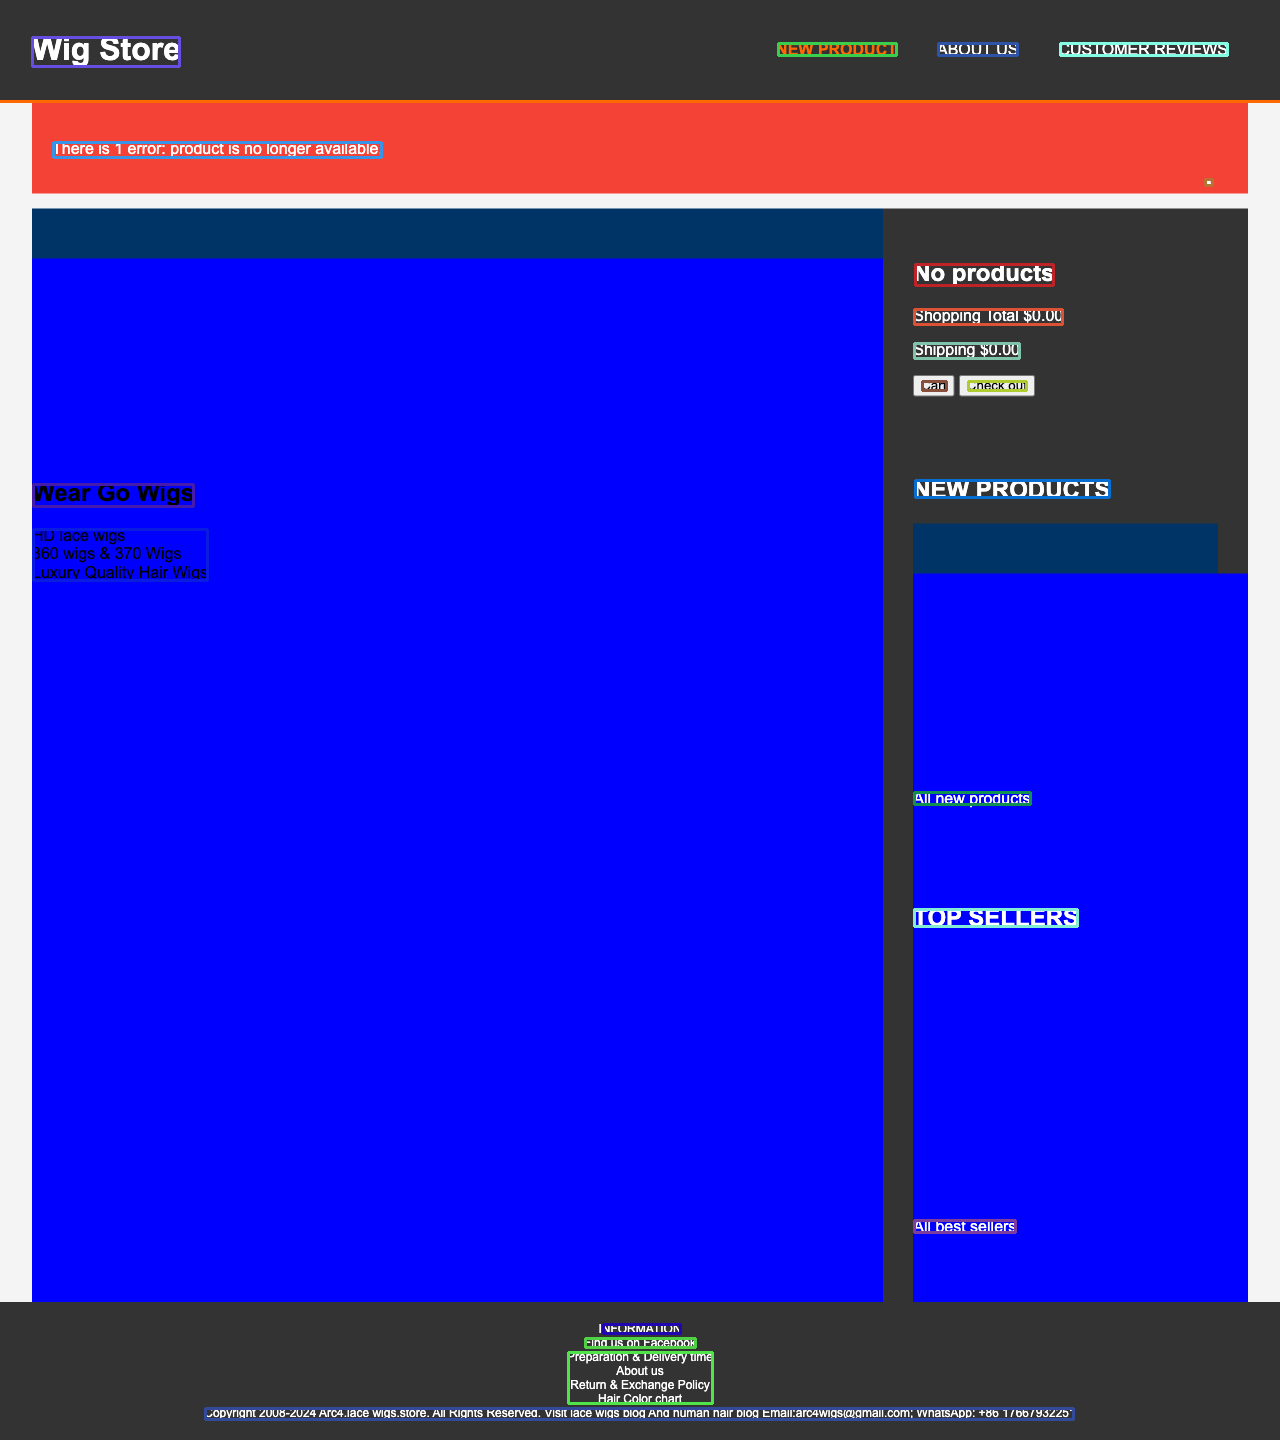 Wig Store
NEW PRODUCT
ABOUT US
CUSTOMER REVIEWS
There is 1 error: product is no longer available
No products
Shopping Total $0.00
Shipping $0.00
Cart
Check out
Wear Go Wigs
HD lace wigs
360 wigs & 370 Wigs
Luxury Quality Hair Wigs
NEW PRODUCTS
All new products
TOP SELLERS
All best sellers
INFORMATION
Find us on Facebook
Preparation & Delivery time
About us
Return & Exchange Policy
Hair Color chart
Copyright 2008-2024 Arc4.lace wigs.store. All Rights Reserved. Visit lace wigs blog And human hair blog Email:arc4wigs@gmail.com; WhatsApp: +86